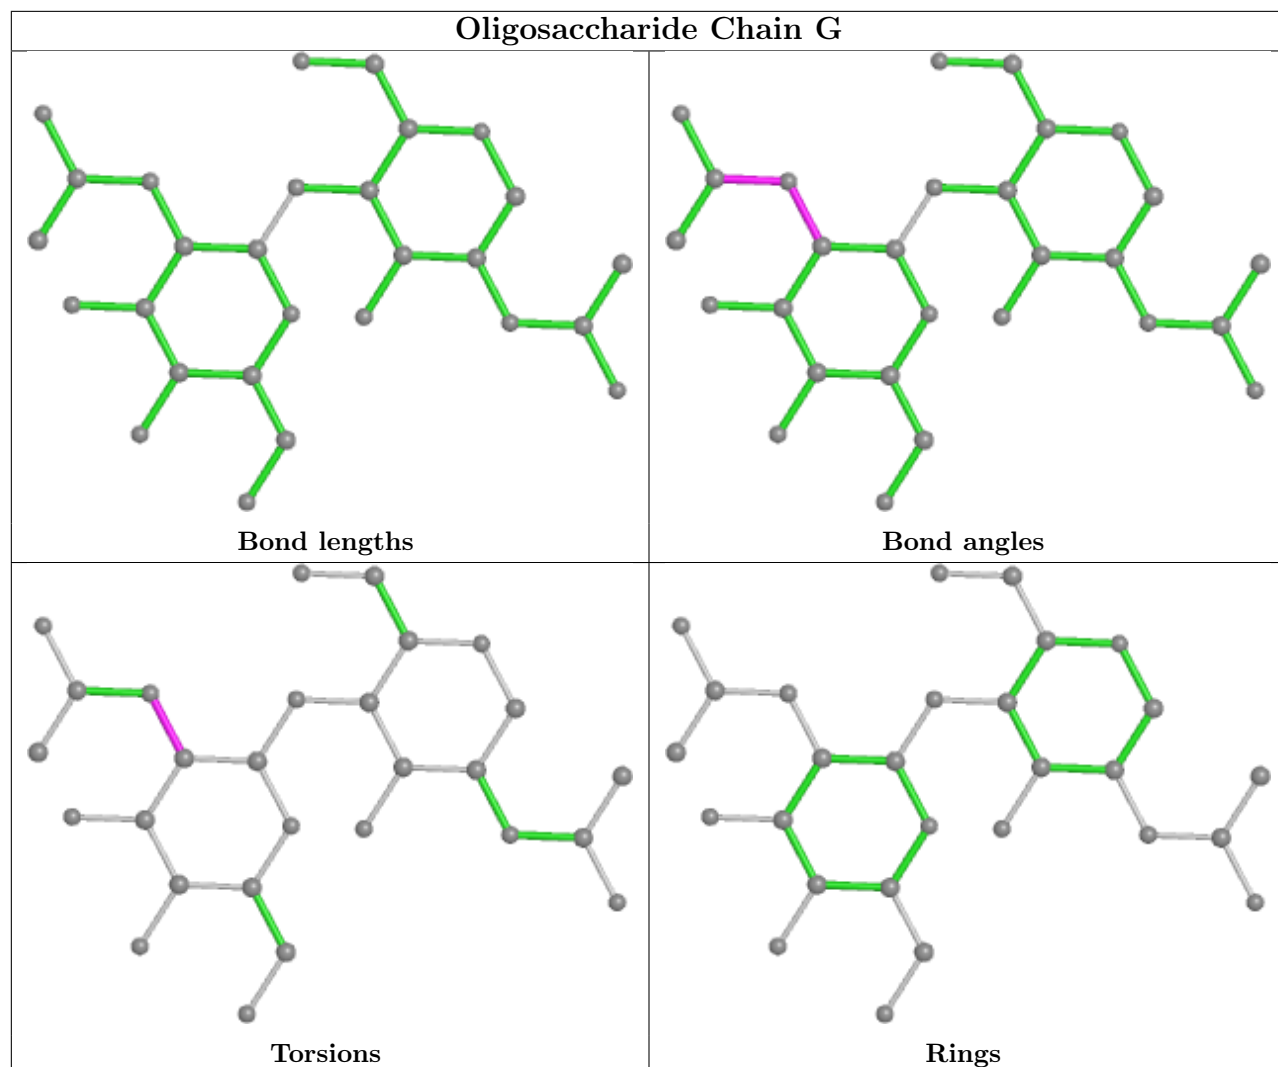 Oligosaccharide Chain G
Bond lengths
Bond angles
Torsions
Rings